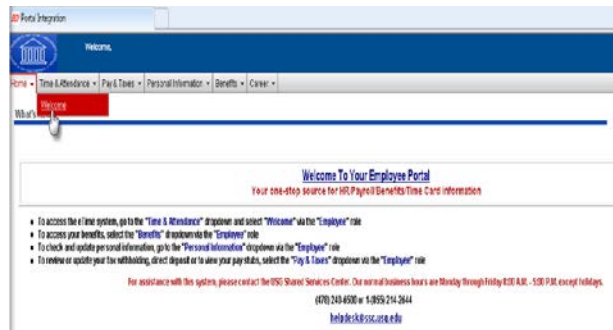 Portal Integration
Welcome,
Home Time & Attendance Pay & Taxes Personal Information Benefits Career
Welcome
What's
Welcome To Your Employee Portal
Your one-stop source for HR/Payroll/Benefits/Time Card information
To access the eTime system, go to the "Time & Attendance" dropdown and select "Welcome" via the "Employee" role
To access your benefits, select the "Benefits" dropdown via the "Employee" role
To check and update personal information, go to the "Personal Information" dropdown via the "Employee" role
To review or update your tax withholding, direct deposit or to view your pay stubs, select the "Pay & Taxes" dropdown via the "Employee" role
For assistance with this system, please contact the USG Shared Services Center. Our normal business hours are Monday through Friday 8:00 A.M. - 5:00 P.M. except holidays.
(478) 240-6500 or 1-(855) 214-2644
helpdesk@ssc.usg.edu